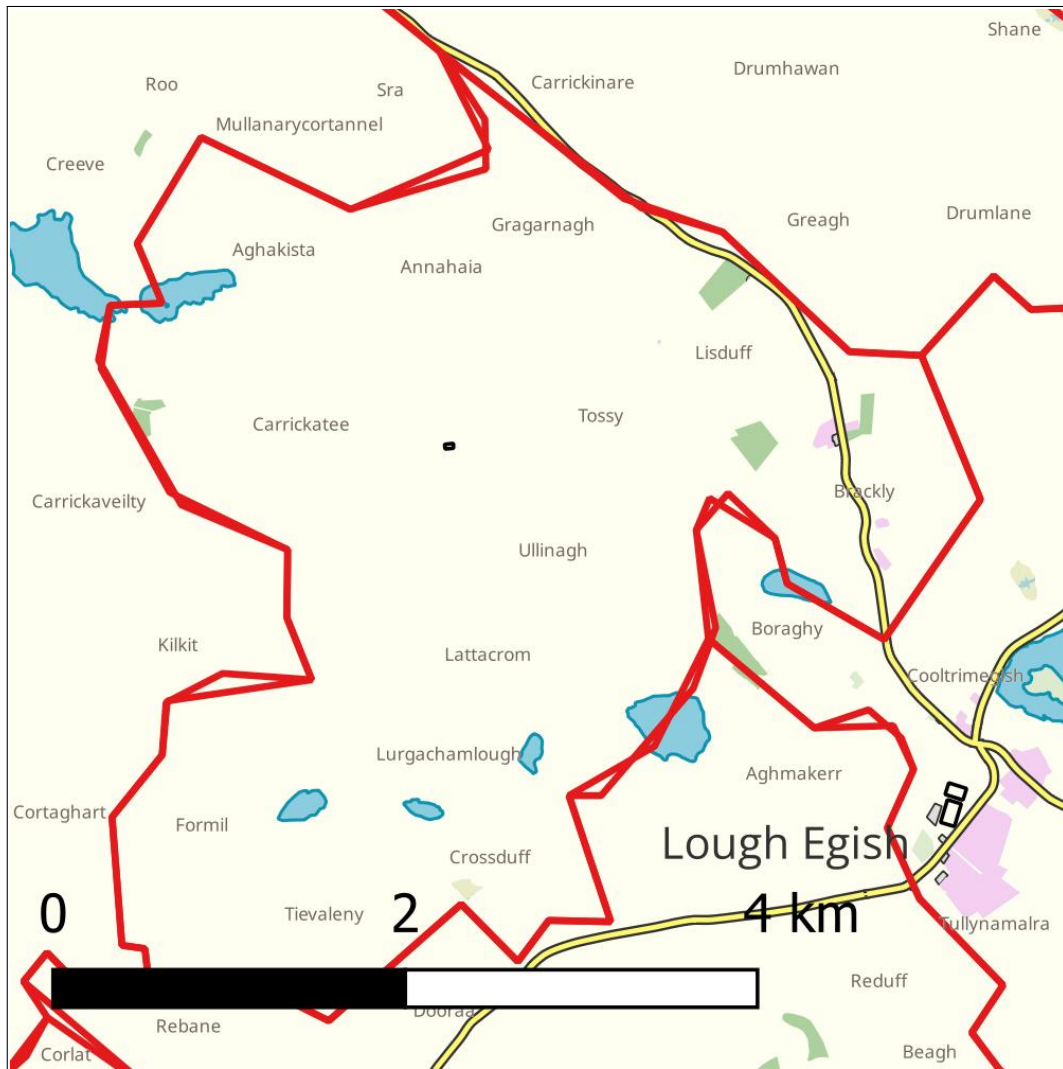 Shane
Drumhawan
Carrickinare
Roo
Sra
Mullanarycortannel
Creeve
Drumlane
Greagh
Gragarnagh
Aghakista
Annahaia
Lisduff
Tossy
Carrickatee
Brackly
Carrickaveilty
Ullinagh
Boraghy
Kilkit
Lattacrom
Cooltrimegish
Lurgachamlough
Aghmakerr
Cortaghart
Formil
Lough Egish
Crossduff
0 2 4 km
Tievaleny
Tullynamalra
Reduff
Dooraa
Rebane
Corlat
Beagh